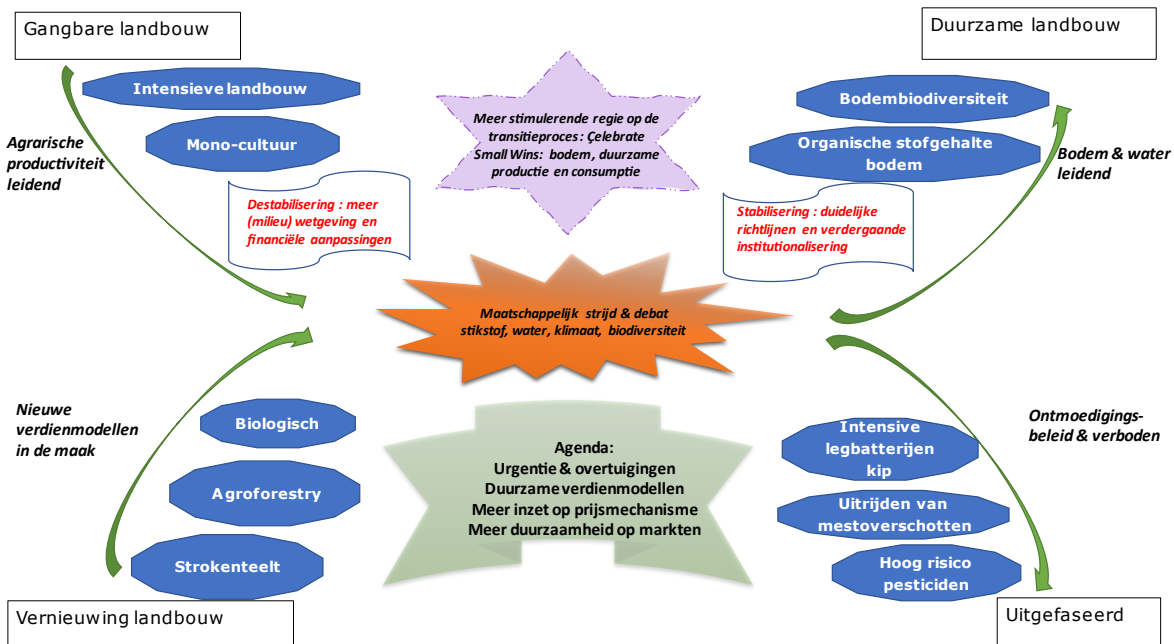 Gangbare landbouw
Intensieve landbouw
Mono-cultuur
Agrarische
productiviteit
leidend
Destabilisering : meer
(milieu) wetgeving en
financiële aanpassingen
Meer stimulerende regie op de
transitieproces: Çelebrate
Small Wins: bodem, duurzame
productie en consumptie
Duurzame landbouw
Bodembiodiversiteit
Organische stofgehalte
bodem
Bodem & water
leidend
Stabilisering : duidelijke
richtlijnen en verdergaande
institutionalisering
Maatschappelijk strijd & debat
stikstof, water, klimaat, biodiversiteit
Nieuwe
verdienmodellen
in de maak
Biologisch
Agroforestry
Strokenteelt
Vernieuwing landbouw
Agenda:
Urgentie & overtuigingen
Duurzame verdienmodellen
Meer inzet op prijsmechanisme
Meer duurzaamheid op markten
Intensive
legbatterijen
kip
Uitrijden van
mestoverschotten
Hoog risico
pesticiden
Ontmoedigings-
beleid & verboden
Uitgefaseerd